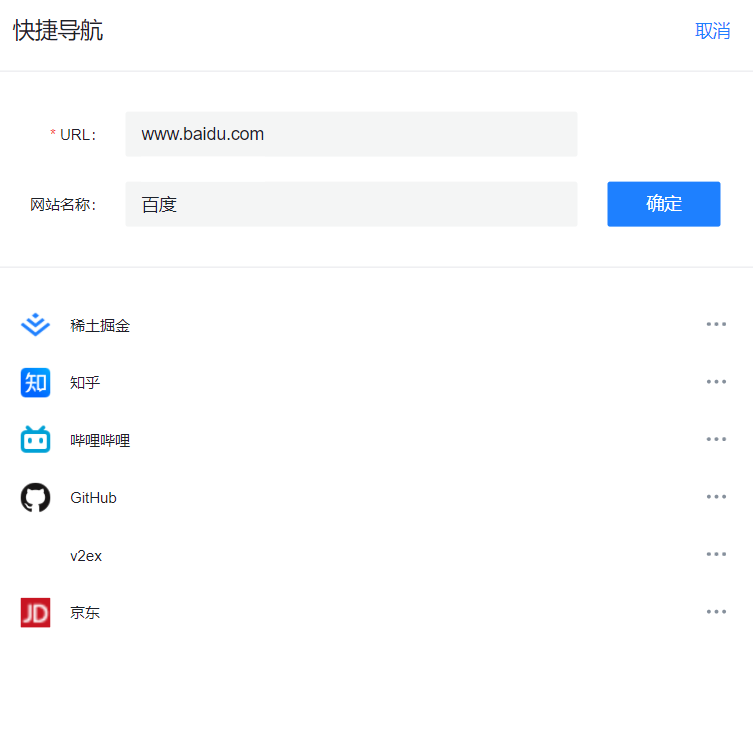 快捷导航 取消
* URL: www.baidu.com
网站名称: 百度 确定
稀土掘金
知 知乎
哔哩哔哩
GitHub
v2ex
JD 京东